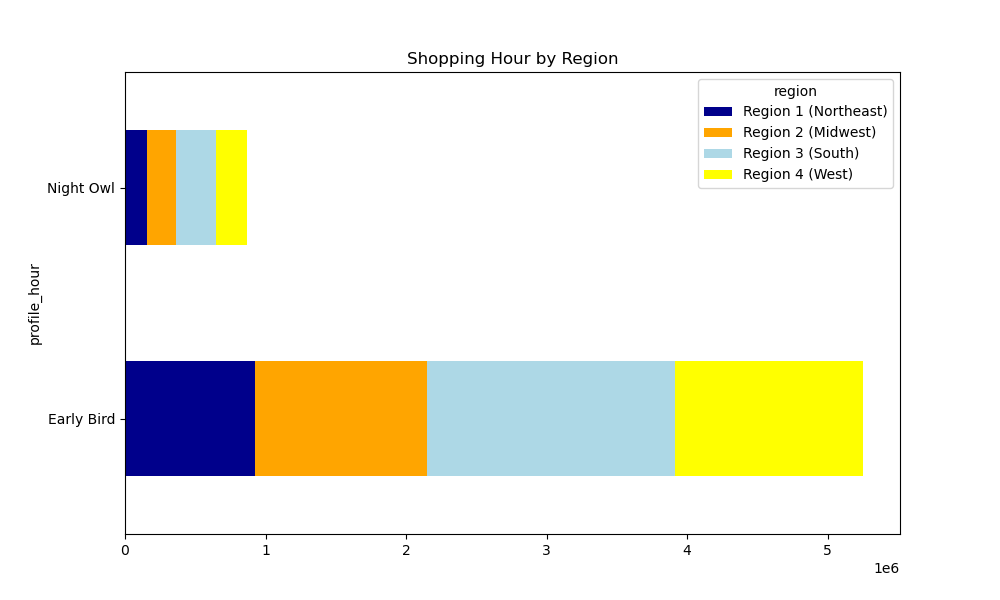 Shopping Hour by Region
region
Region 1 (Northeast)
Region 2 (Midwest)
Region 3 (South)
Region 4 (West)
Night Owl
profile_hour
Early Bird
0 1 2 3 4 5
1e6